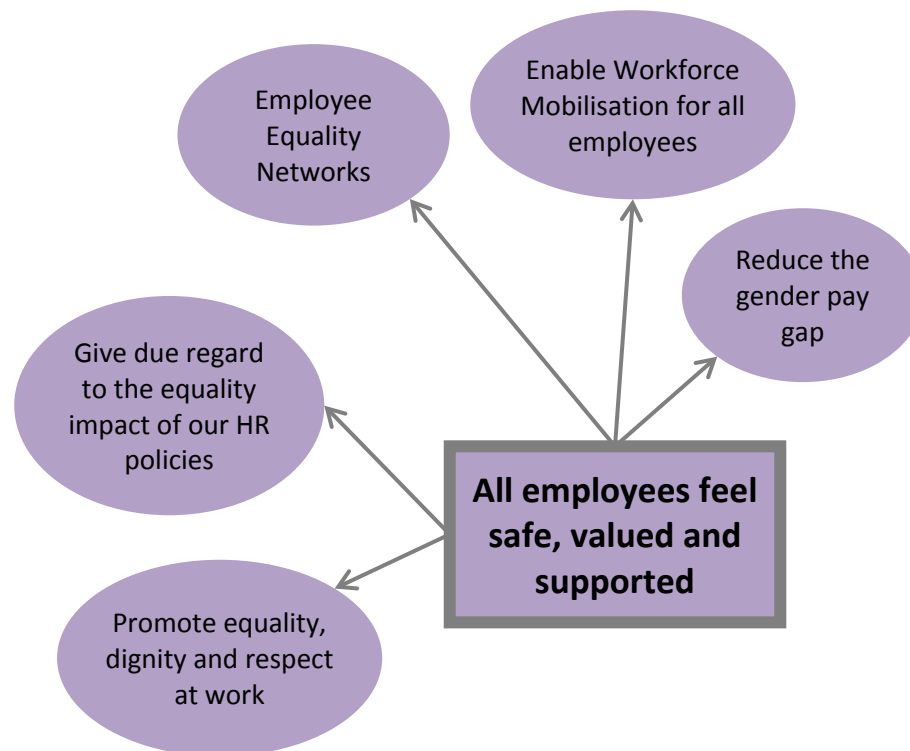 Employee
Equality
Networks
Enable Workforce
Mobilisation for all
employees
Reduce the
gender pay
gap
Give due regard
to the equality
impact of our HR
policies
All employees feel
safe, valued and
supported
Promote equality,
dignity and respect
at work